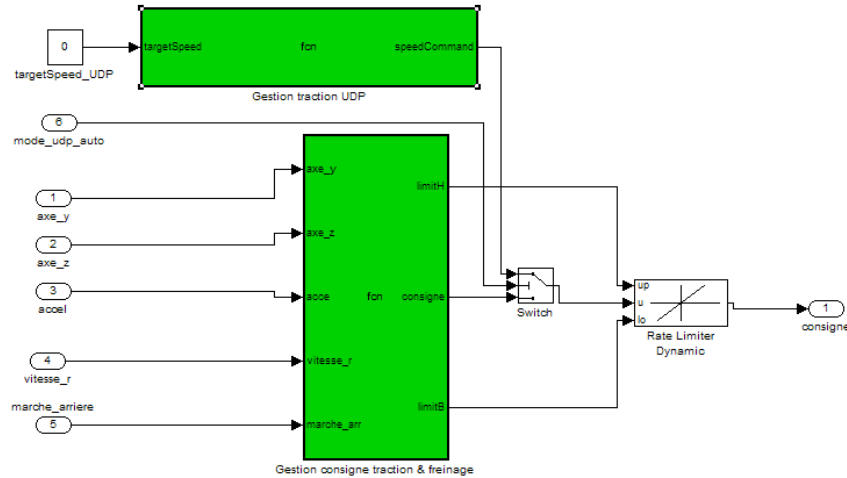 0
targetSpeed fcn speedCommand
targetSpeed_UDP
Gestion traction UDP
6
mode_udp_auto
axe_y
limitH
1
axe_y
axe_z
2
axe_z
3
accel
acce fcn consigne
Switch
up
u
lo
Rate Limiter
Dynamic
1
consigne
4
vitesse_r
vitesse_r
marche_arriere
limitB
5
marche_arr
Gestion consigne traction & freinage